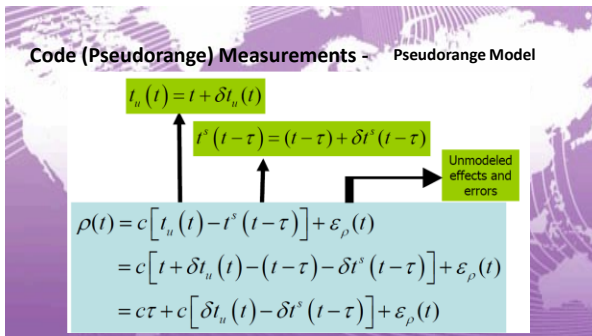 Code (Pseudorange) Measurements - Pseudorange Model
t_u(t) = t + δt_u(t)
t^s(t−τ) = (t−τ) + δt^s(t−τ)
Unmodeled
effects and
errors
ρ(t) = c[t_u(t) − t^s(t−τ)] + ε_ρ(t)
= c[t + δt_u(t) − (t−τ) − δt^s(t−τ)] + ε_ρ(t)
= cτ + c[δt_u(t) − δt^s(t−τ)] + ε_ρ(t)